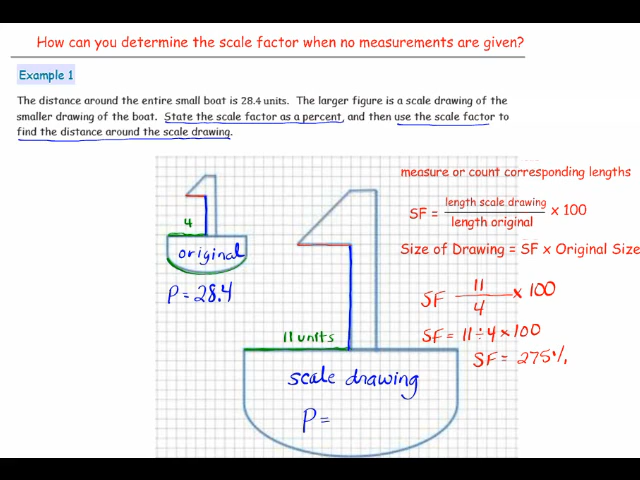 How can you determine the scale factor when no measurements are given?
Example 1
The distance around the entire small boat is 28.4 units. The larger figure is a scale drawing of the
smaller drawing of the boat. State the scale factor as a percent, and then use the scale factor to
find the distance around the scale drawing.
measure or count corresponding lengths
SF = length scale drawing / length original x 100
Size of Drawing = SF x Original Size
4
original
P = 28.4
11 units
scale drawing
P =
SF 11/4 x 100
SF = 11 ÷ 4 x 100
SF = 275%